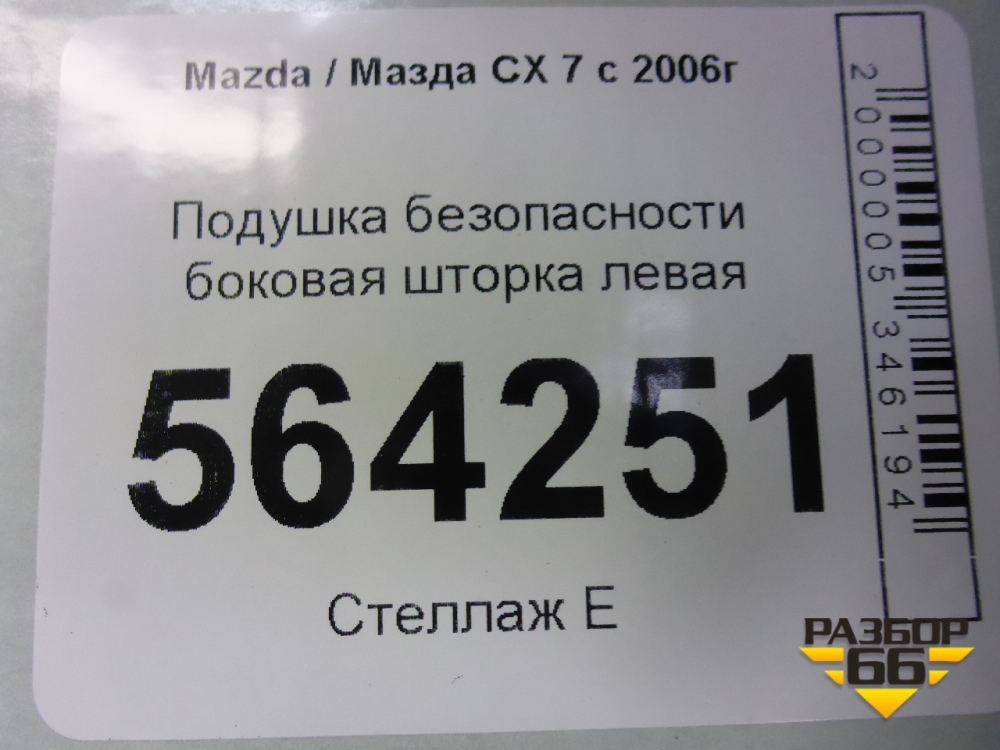 Mazda / Мазда CX 7 с 2006г
Подушка безопасности
боковая шторка левая
564251
Стеллаж Е
2000005346194
РАЗБОР
66